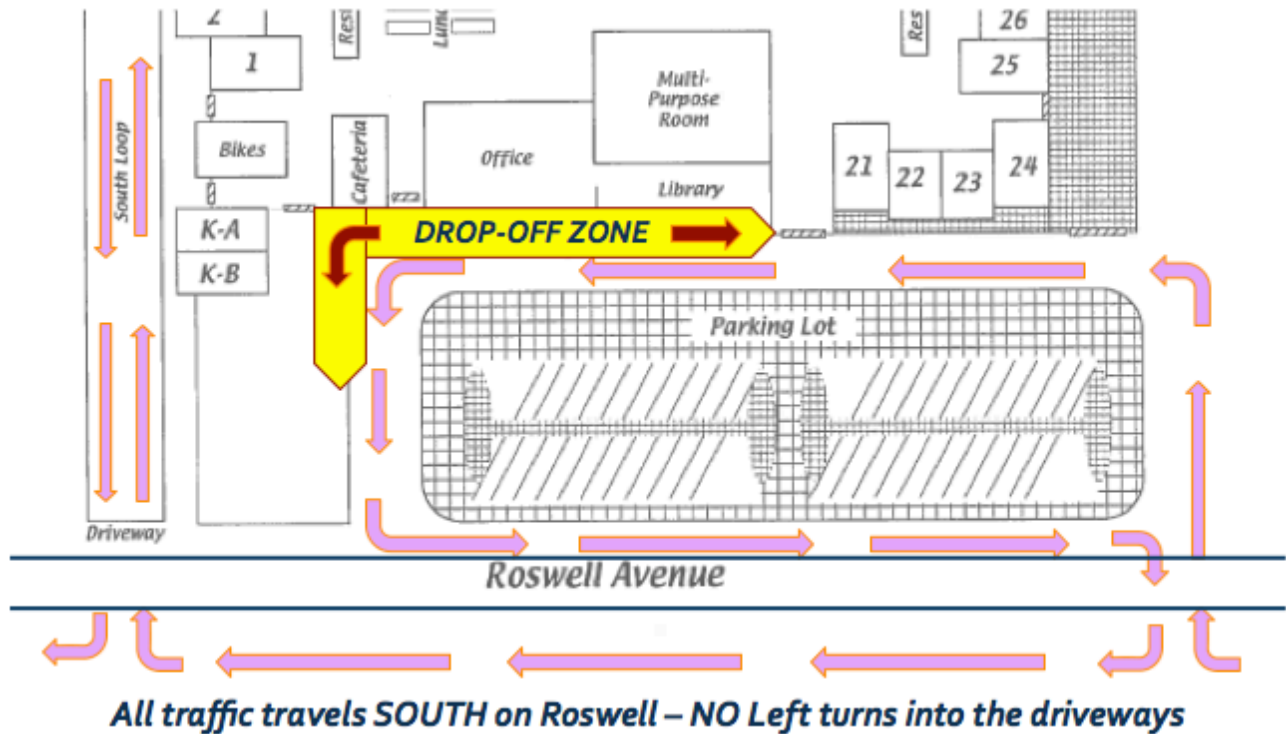 2
Lun
26
1
25
Multi-
Purpose
Room
South Loop
Bikes
Cafeteria
Office
21
22
23
24
Library
K-A
DROP-OFF ZONE
K-B
Parking Lot
Driveway
Roswell Avenue
All traffic travels SOUTH on Roswell – NO Left turns into the driveways